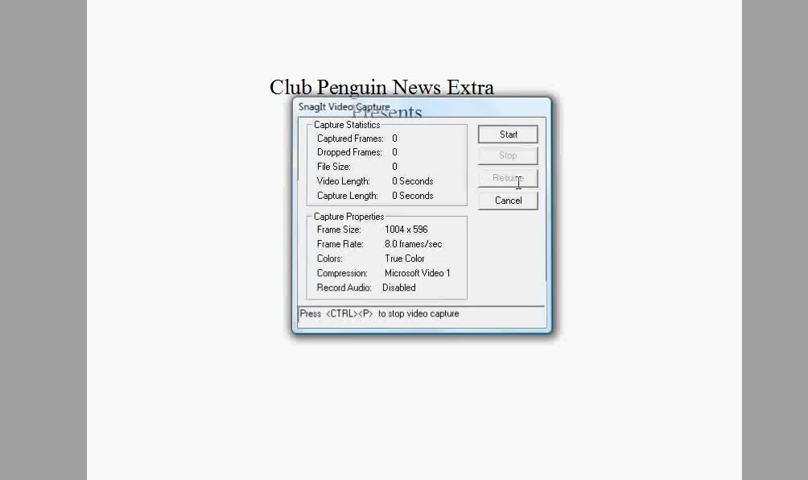 Club Penguin News Extra
Presents
SnagIt Video Capture
Capture Statistics
Captured Frames: 0
Dropped Frames: 0
File Size: 0
Video Length: 0 Seconds
Capture Length: 0 Seconds
Start
Stop
Resume
Cancel
Capture Properties
Frame Size: 1004 x 596
Frame Rate: 8.0 frames/sec
Colors: True Color
Compression: Microsoft Video 1
Record Audio: Disabled
Press <CTRL><P> to stop video capture